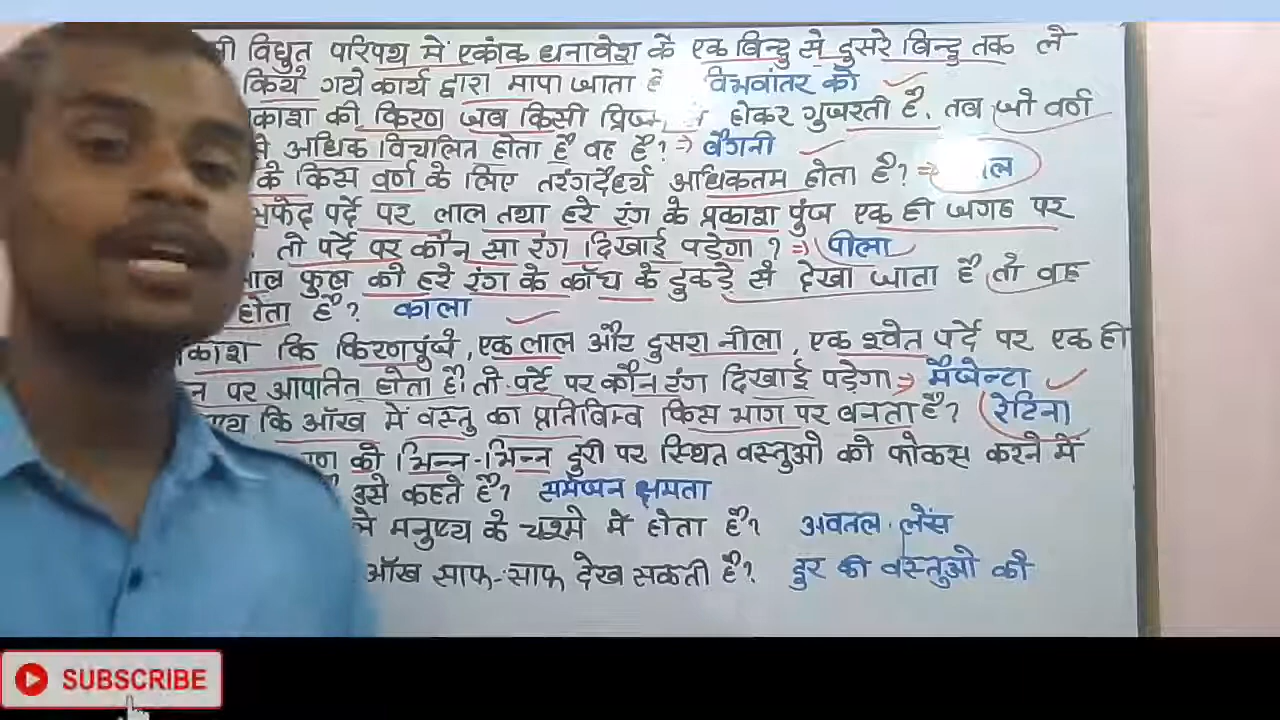 विधुत परिपथ में एकांक धनावेश के एक बिन्दु से दुसरे बिन्दु तक ले
किये गये कार्य द्वारा मापा जाता है विभवांतर को
की किरण जब किसी होकर गुजरती है. तब जो वर्ण
अधिक विचलित होता है वह है? → बैंगनी
के किस वर्ण के लिए तरंगदैर्ध्य अधिकतम होता है? ⇒
सफेद पर्दे पर लाल तथा हरे रंग के प्रकाश पुंज एक ही जगह पर
तो पर्दे पर कौन सा रंग दिखाई पड़ेगा? ⇒ पीला
फुल को हरे रंग के काँच के टुकड़े से देखा जाता है तो वह
होता है? काला
कि किरणपुंजे, एक लाल और दुसरा नीला, एक श्वेत पर्दे पर एक ही
पर आपातित होता है। तो पर्दे पर कौन रंग दिखाई पड़ेगा ⇒ मैजेन्टा
कि आँख में वस्तु का प्रतिबिम्ब किस भाग पर बनता है? रेटिना
को भिन्न-भिन्न दुरी पर स्थित वस्तुओ को फोकस करने में
उसे कहते है? समंजन क्षमता
मनुष्य के चश्मे में होता है? अवतल लेंस
आँख साफ-साफ देख सकती है? दुर की वस्तुओ को
SUBSCRIBE